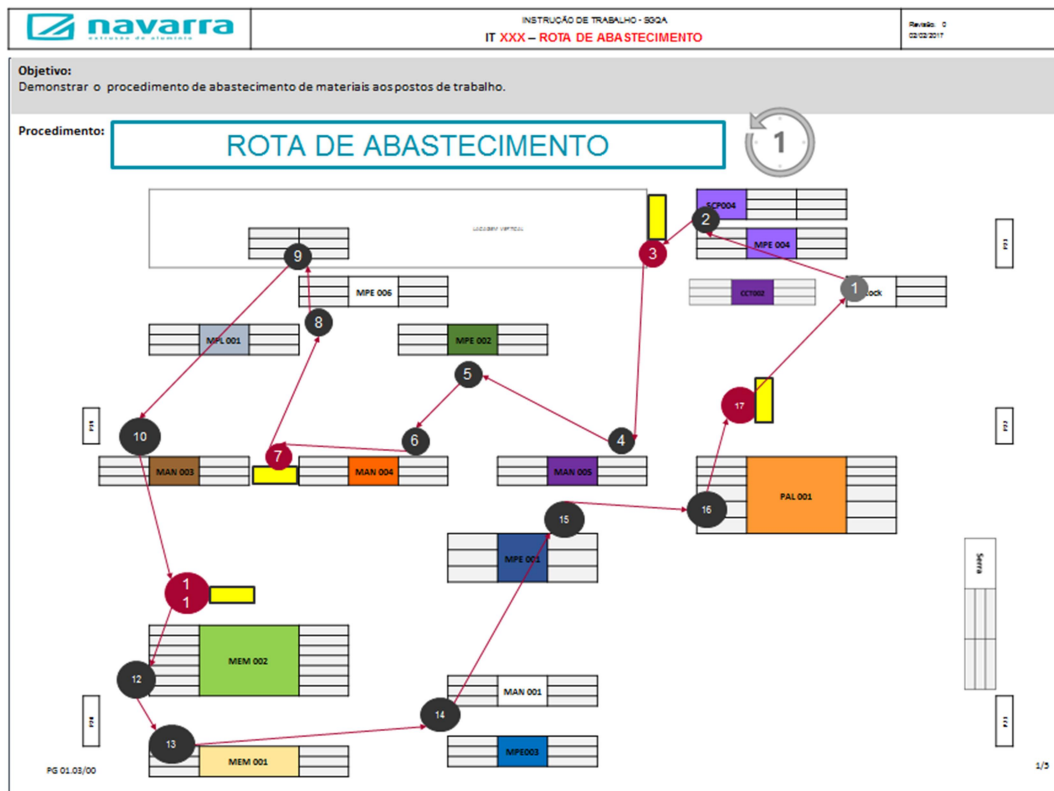 navarra
extrusão de alumínio
INSTRUÇÃO DE TRABALHO - SGQA
IT XXX – ROTA DE ABASTECIMENTO
Revisão: 0
02/02/2017
Objetivo:
Demonstrar o procedimento de abastecimento de materiais aos postos de trabalho.
Procedimento:
ROTA DE ABASTECIMENTO
1
SCP004
2
LACAGEM VERTICAL
MPE 004
3
9
MPE 006
CCT002
1
8
MPL 001
MPE 002
5
17
10
6
4
7
MAN 003
MAN 004
MAN 005
PAL 001
16
15
MPE 001
Serra
1
1
MEM 002
12
MAN 001
14
13
MPE003
MEM 001
PG 01.03/00
1/5